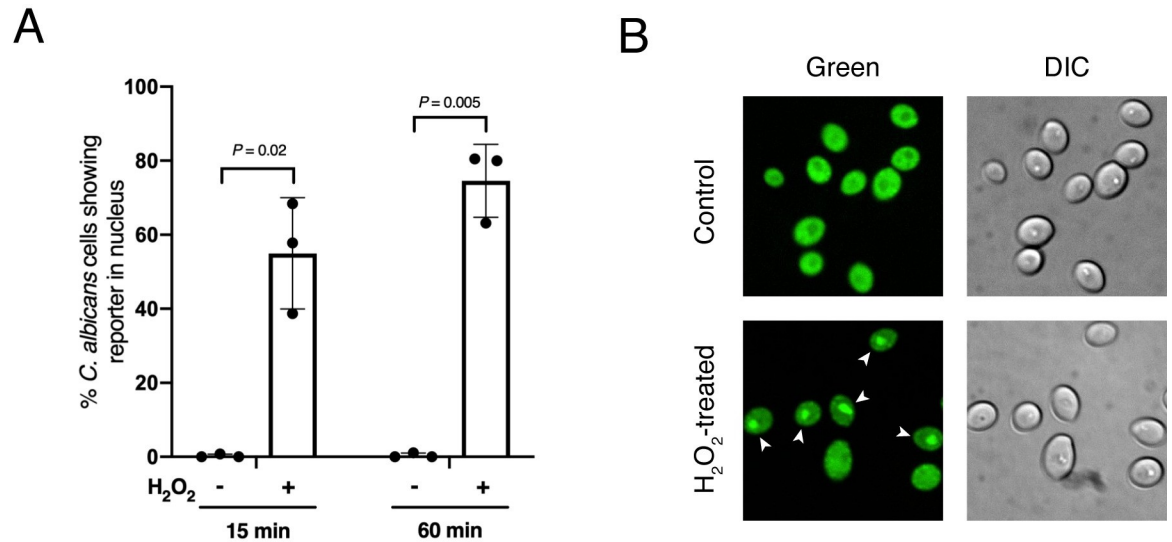 A
% C. albicans cells showing
reporter in nucleus
100
80
60
40
20
0
P = 0.02
P = 0.005
H₂O₂ - + - +
15 min 60 min
B
Green DIC
Control
H₂O₂-treated